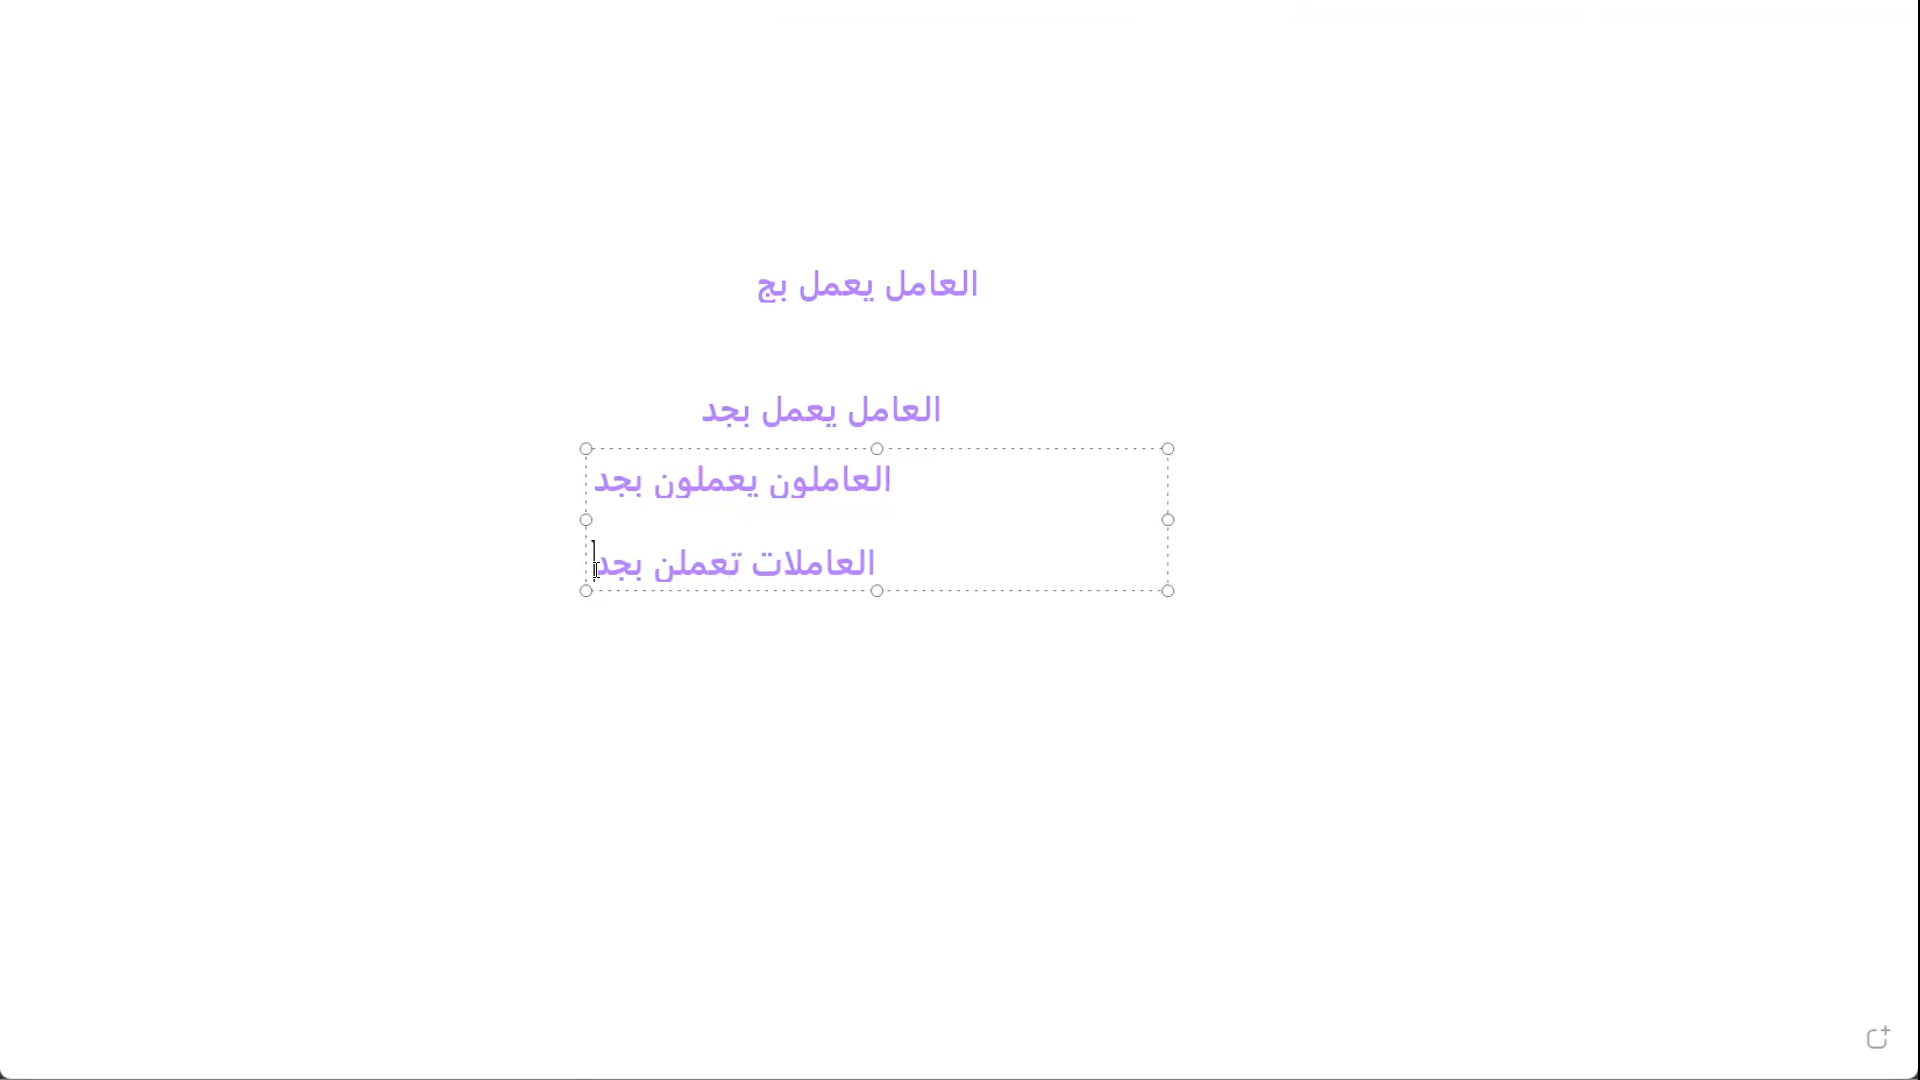 العامل يعمل بج
العامل يعمل بجد
العاملون يعملون بجد
العاملات تعملن بجد